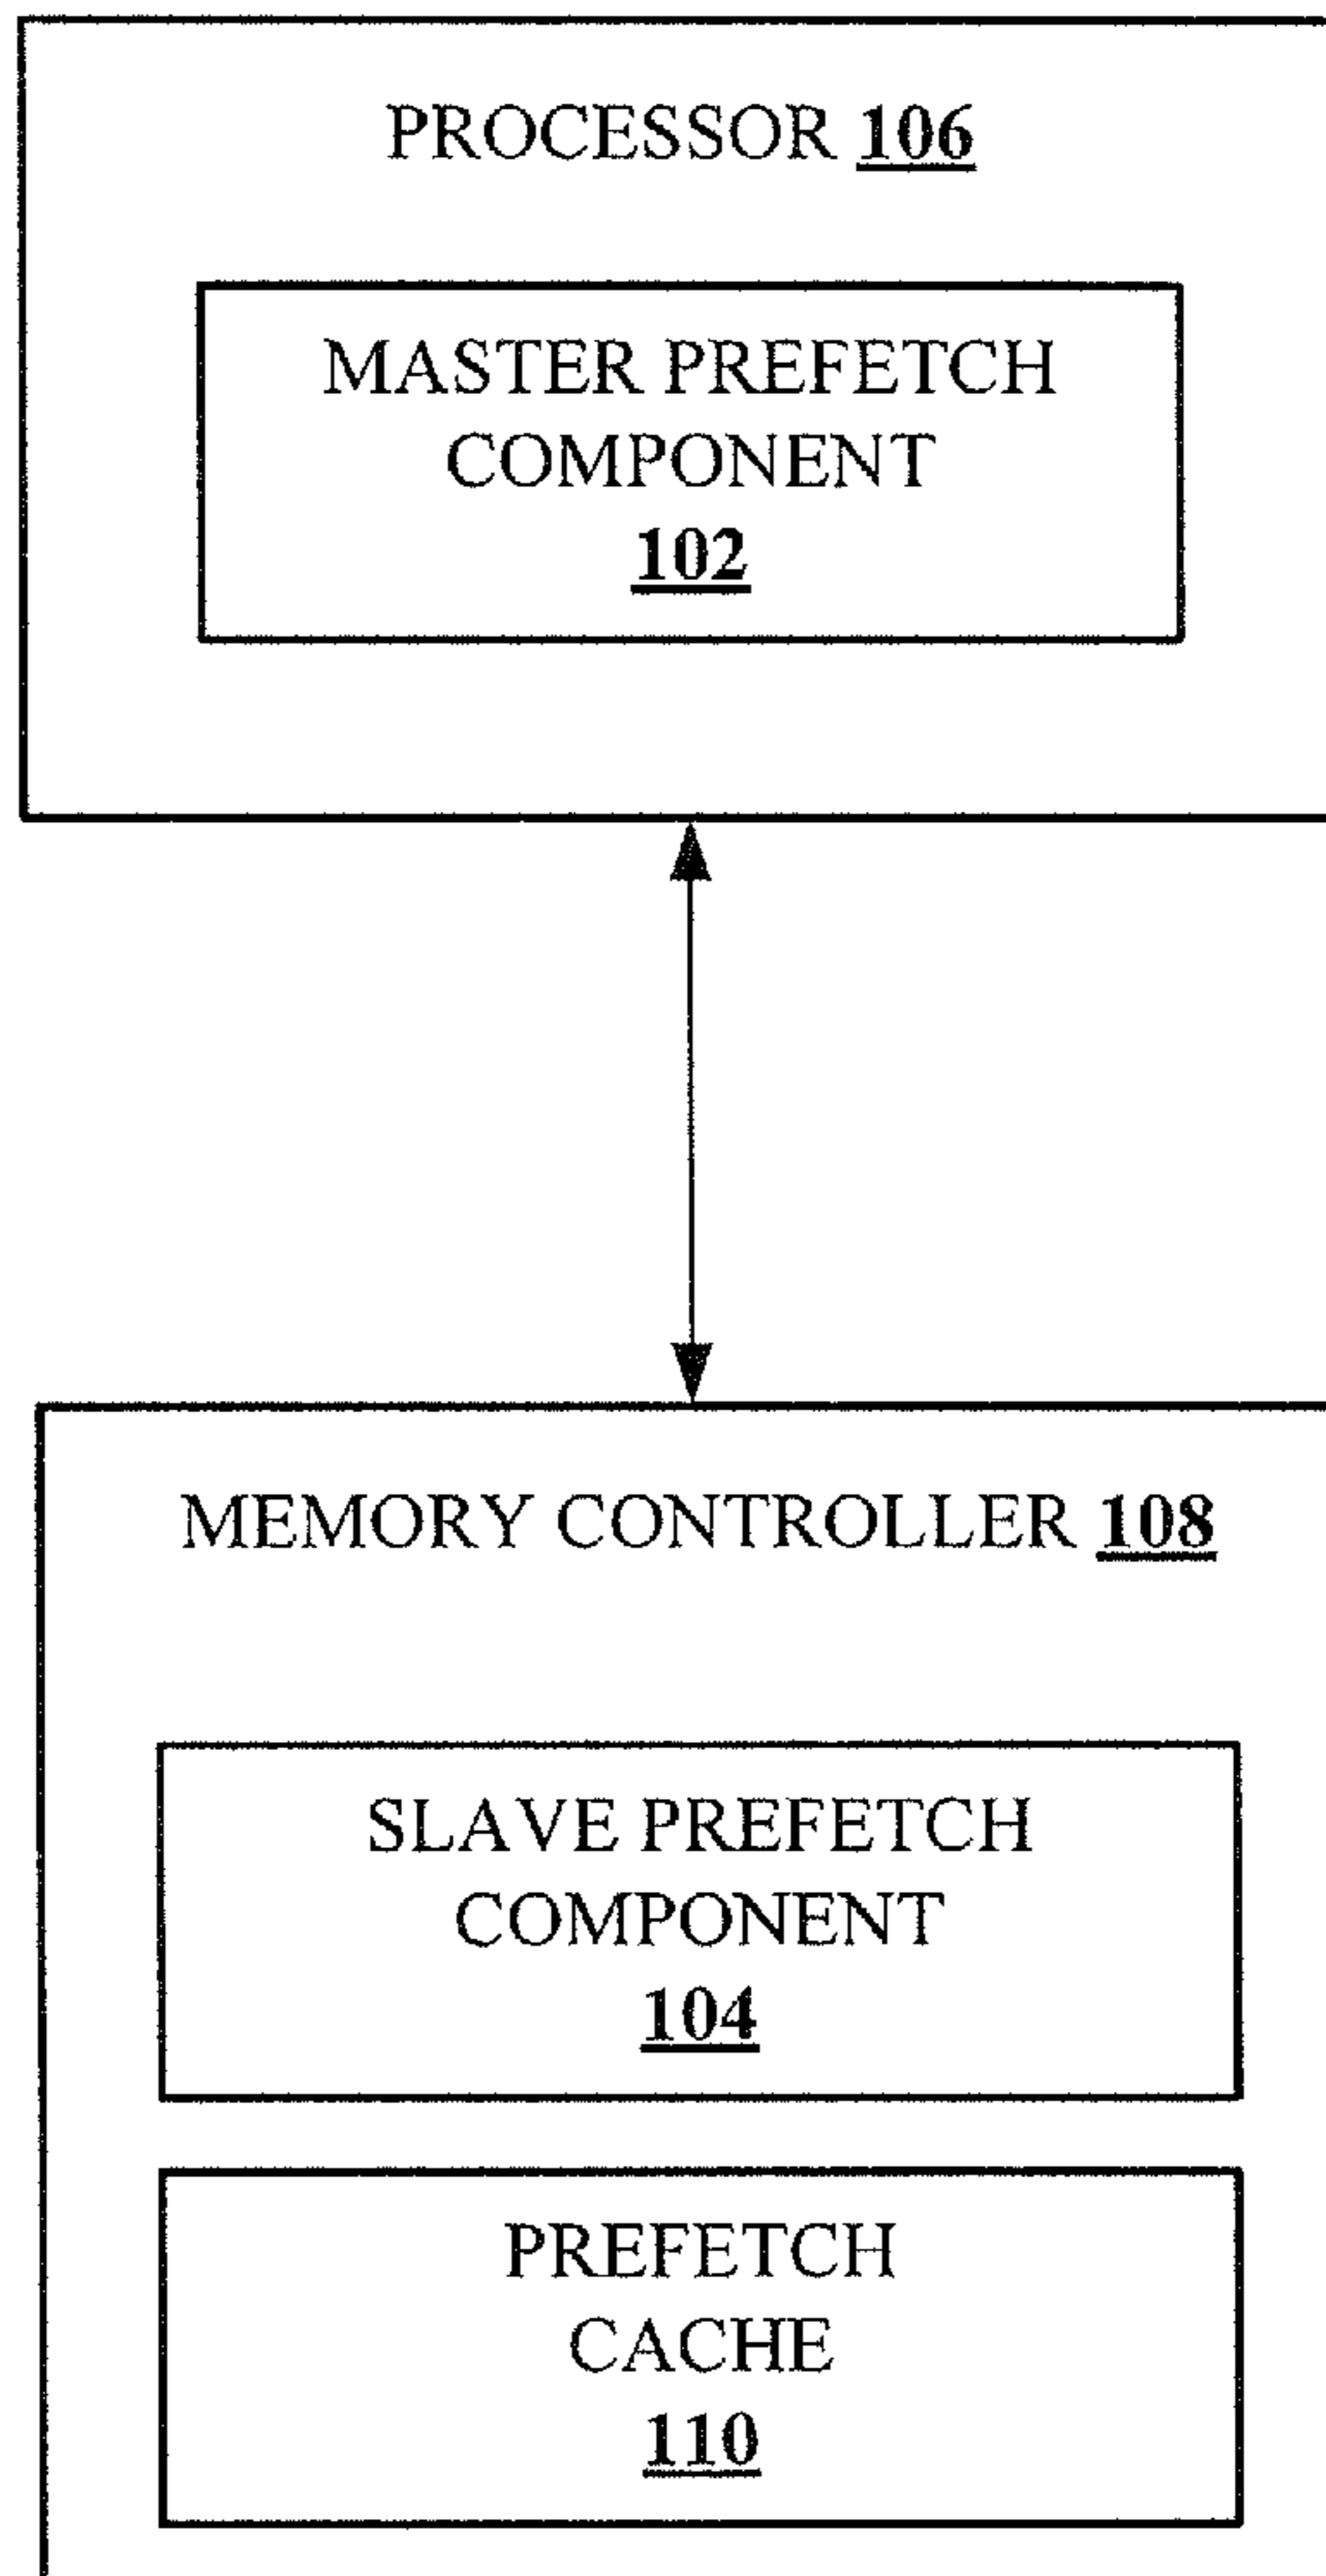 PROCESSOR 106
MASTER PREFETCH
COMPONENT
102
MEMORY CONTROLLER 108
SLAVE PREFETCH
COMPONENT
104
PREFETCH
CACHE
110